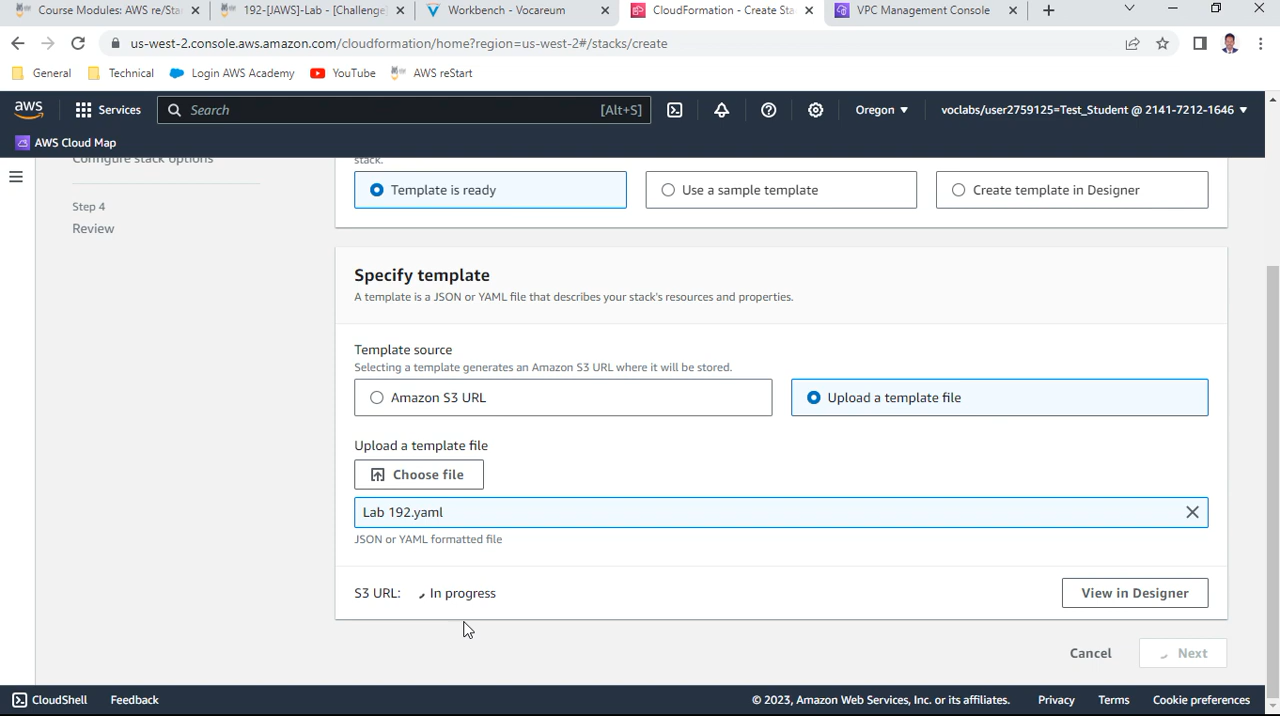 Course Modules: AWS re/Sta
192-[JAWS]-Lab - [Challenge
Workbench - Vocareum
CloudFormation - Create Sta
VPC Management Console
us-west-2.console.aws.amazon.com/cloudformation/home?region=us-west-2#/stacks/create
General
Technical
Login AWS Academy
YouTube
AWS reStart
aws
Services
Search
[Alt+S]
Oregon
voclabs/user2759125=Test_Student @ 2141-7212-1646
AWS Cloud Map
Configure stack options
Step 4
Review
stack.
Template is ready
Use a sample template
Create template in Designer
Specify template
A template is a JSON or YAML file that describes your stack's resources and properties.
Template source
Selecting a template generates an Amazon S3 URL where it will be stored.
Amazon S3 URL
Upload a template file
Upload a template file
Choose file
Lab 192.yaml
JSON or YAML formatted file
S3 URL:
In progress
View in Designer
Cancel
Next
CloudShell
Feedback
© 2023, Amazon Web Services, Inc. or its affiliates.
Privacy
Terms
Cookie preferences